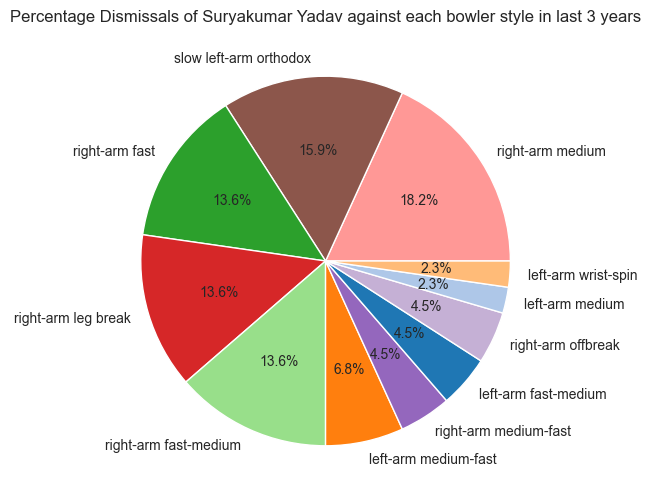 Percentage Dismissals of Suryakumar Yadav against each bowler style in last 3 years
slow left-arm orthodox
right-arm medium
right-arm fast
15.9%
18.2%
13.6%
right-arm leg break
13.6%
right-arm fast-medium
13.6%
6.8%
left-arm medium-fast
4.5%
right-arm medium-fast
4.5%
left-arm fast-medium
4.5%
right-arm offbreak
2.3%
left-arm medium
2.3%
left-arm wrist-spin